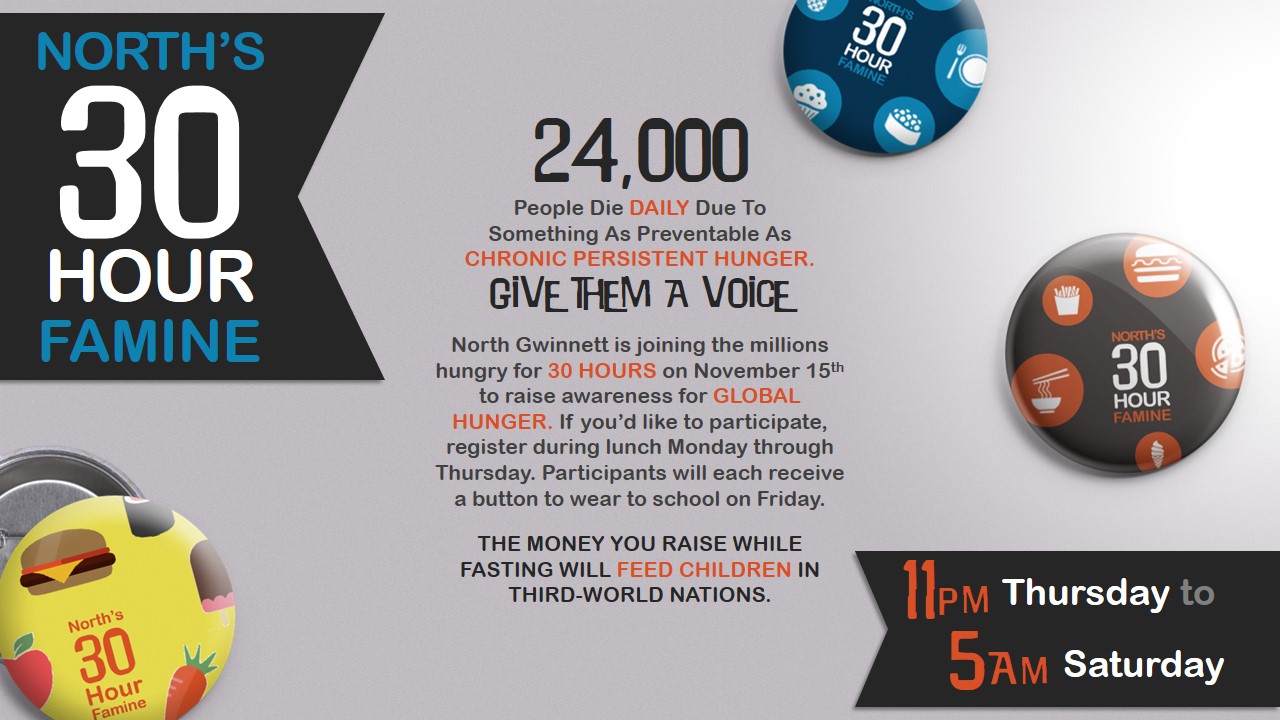 NORTH'S
30
HOUR
FAMINE
24,000
People Die DAILY Due To
Something As Preventable As
CHRONIC PERSISTENT HUNGER.
GiVE THEM A VOiCE
North Gwinnett is joining the millions
hungry for 30 HOURS on November 15th
to raise awareness for GLOBAL
HUNGER. If you'd like to participate,
register during lunch Monday through
Thursday. Participants will each receive
a button to wear to school on Friday.
THE MONEY YOU RAISE WHILE
FASTING WILL FEED CHILDREN IN
THIRD-WORLD NATIONS.
NORTH'S
30
HOUR
FAMINE
NORTH'S
30
HOUR
FAMINE
North's
30
Hour
Famine
11PM Thursday to
5AM Saturday